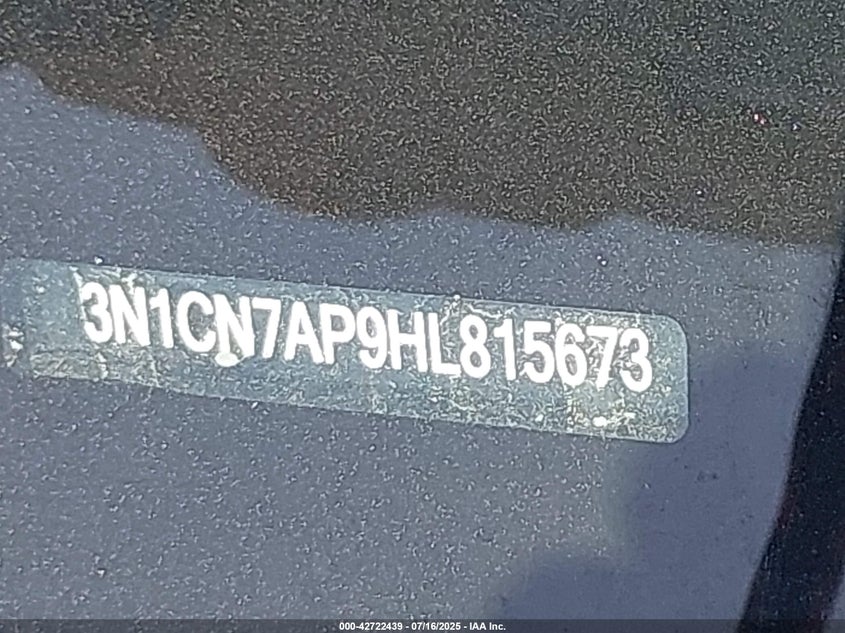 3N1CN7AP9HL815673
000-42722439 - 07/16/2025 - IAA Inc.